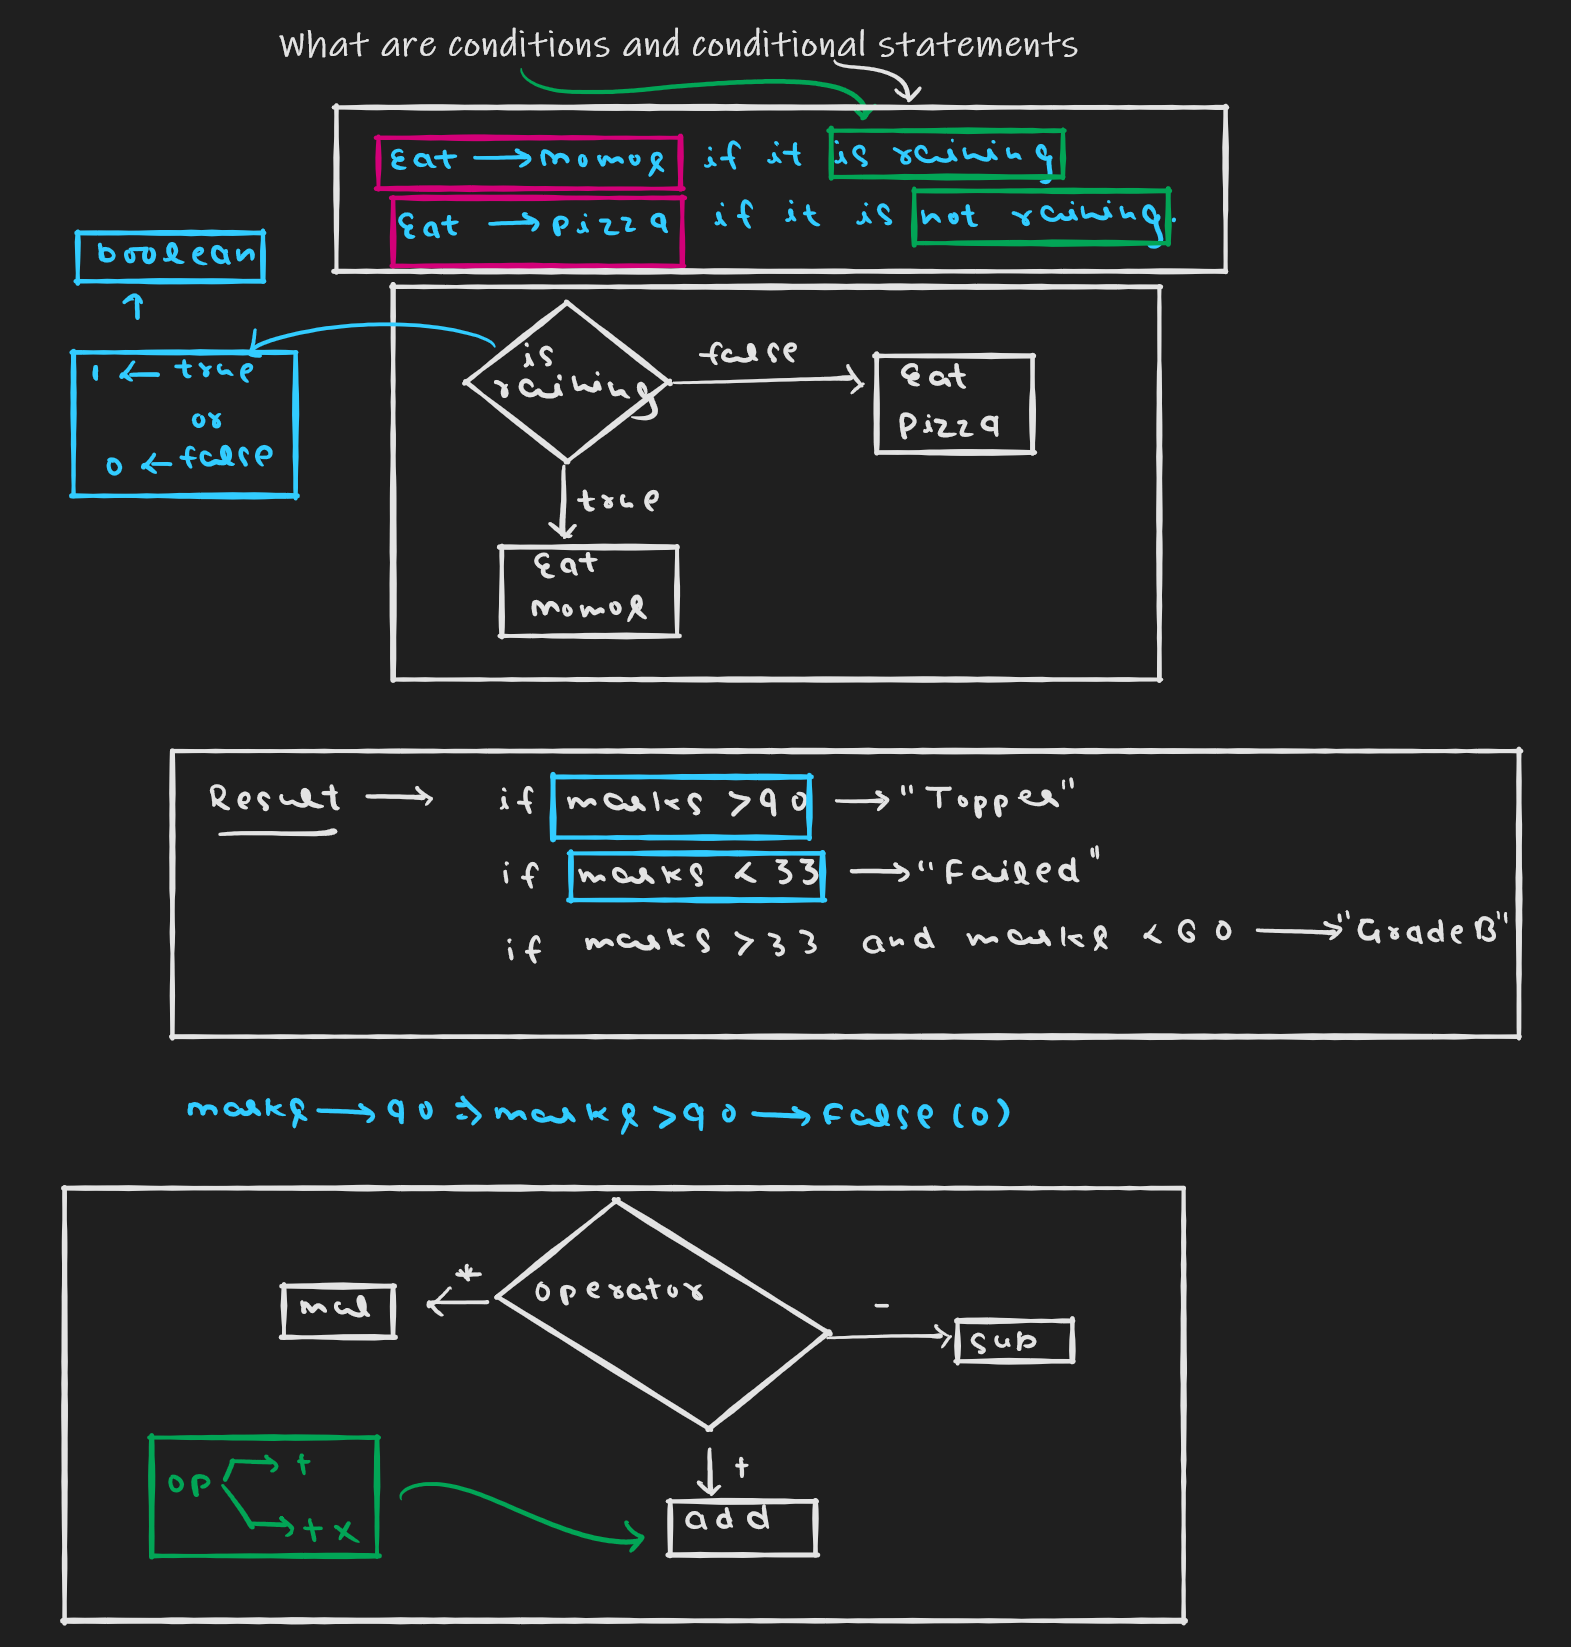 What are conditions and conditional statements
Eat → momos if it is raining
Eat → pizza if it is not raining.
boolean
1 ← true
or
0 ← false
is
raining
false
Eat
Pizza
true
Eat
momos
Result → if marks > 90 → "Topper"
if marks < 33 → "Failed"
if marks > 33 and marks < 60 → "Grade B"
marks → 90 ⇒ marks > 90 → False (0)
operator
*
mul
-
sub
+
add
op → +
→ + x